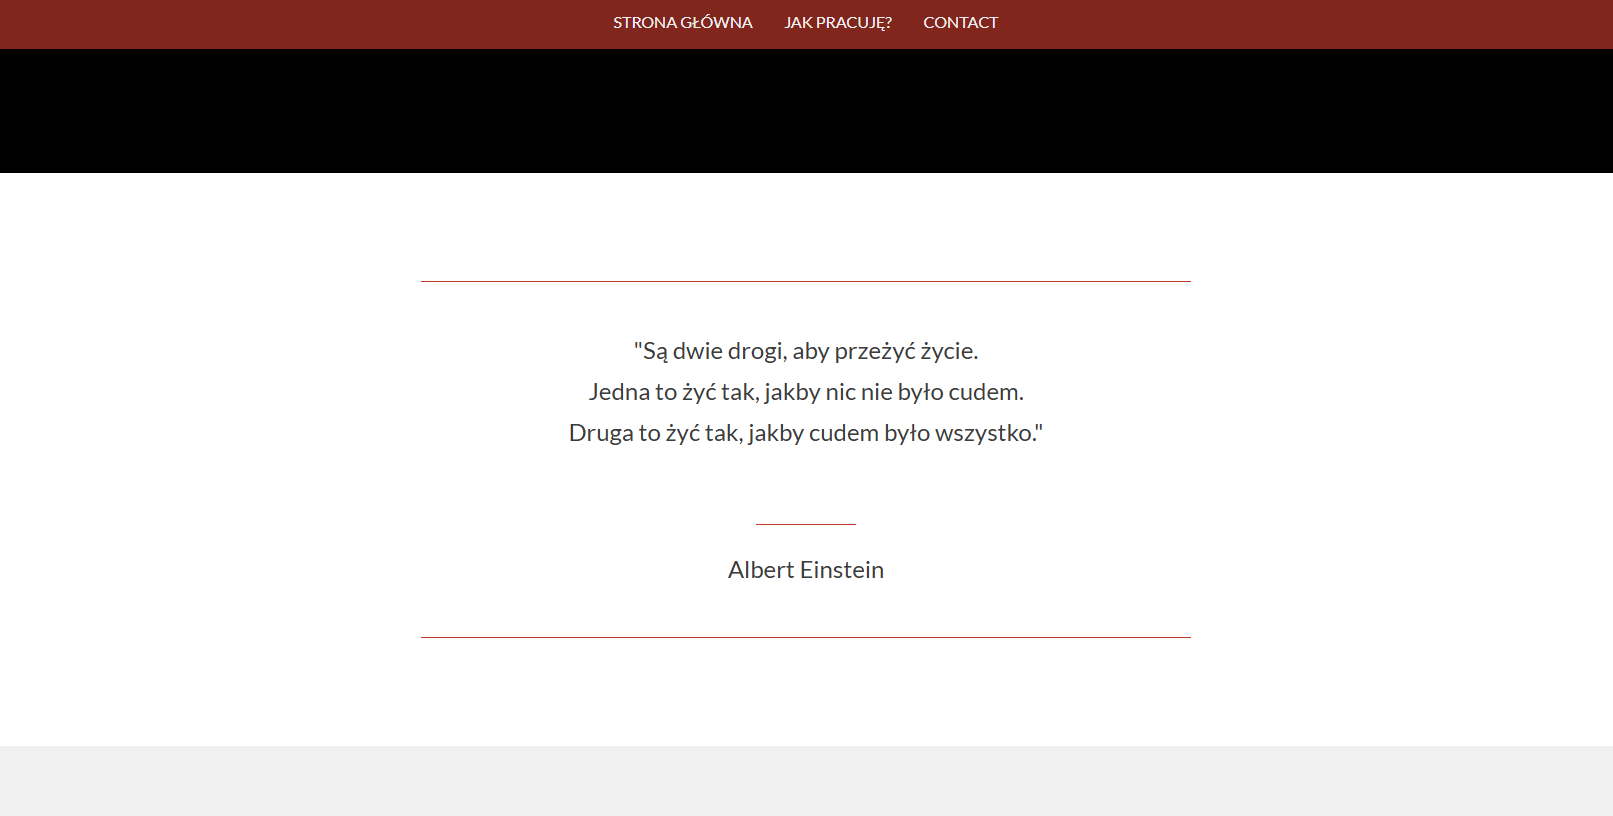 STRONA GŁÓWNA JAK PRACUJĘ? CONTACT
"Są dwie drogi, aby przeżyć życie.
Jedna to żyć tak, jakby nic nie było cudem.
Druga to żyć tak, jakby cudem było wszystko."
Albert Einstein